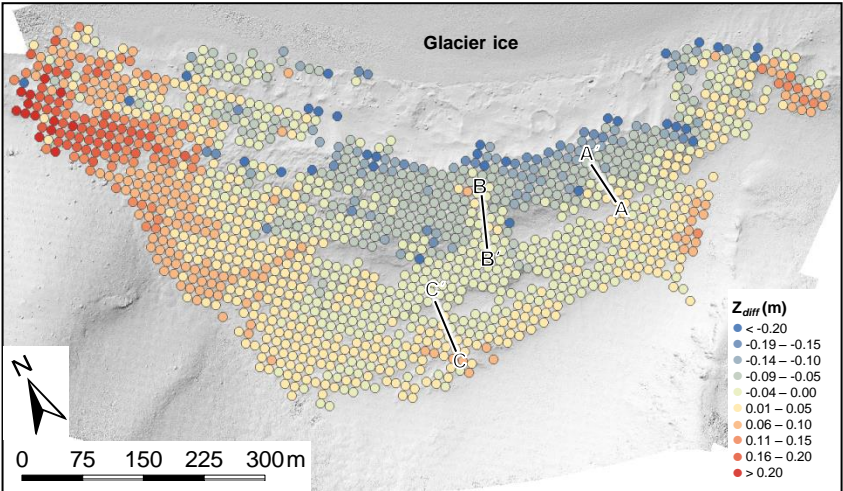 Glacier ice
A´
A
B
B´
C´
C
N
0 75 150 225 300 m
Zdiff (m)
< -0.20
-0.19 – -0.15
-0.14 – -0.10
-0.09 – -0.05
-0.04 – 0.00
0.01 – 0.05
0.06 – 0.10
0.11 – 0.15
0.16 – 0.20
> 0.20